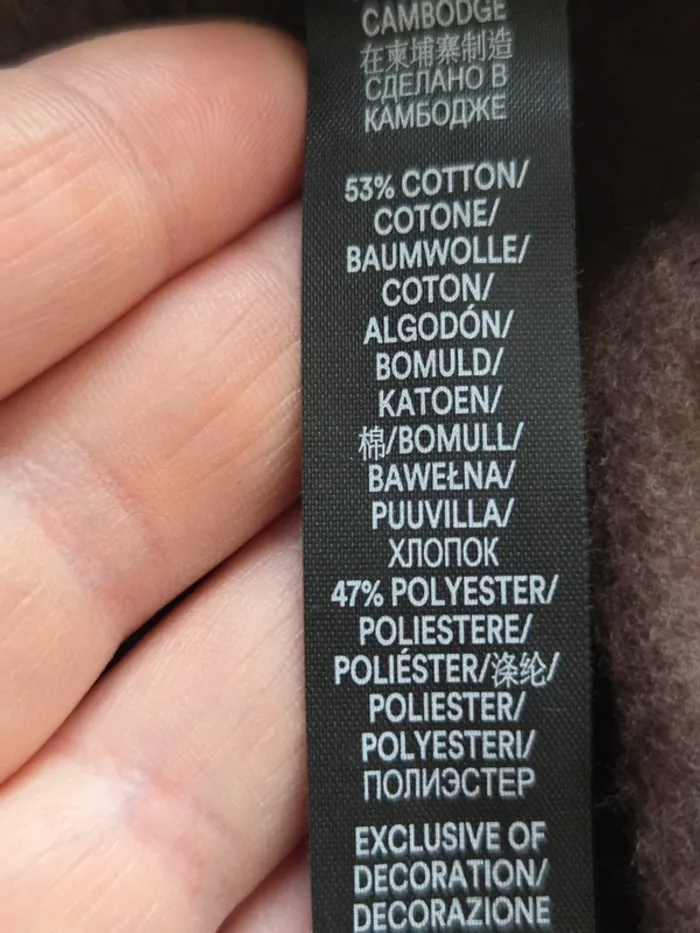 CAMBODGE
在柬埔寨制造
СДЕЛАНО В
КАМБОДЖЕ
53% COTTON/
COTONE/
BAUMWOLLE/
COTON/
ALGODÓN/
BOMULD/
KATOEN/
棉/BOMULL/
BAWEŁNA/
PUUVILLA/
ХЛОПОК
47% POLYESTER/
POLIESTERE/
POLIÉSTER/涤纶/
POLIESTER/
POLYESTERI/
ПОЛИЭСТЕР
EXCLUSIVE OF
DECORATION/
DECORAZIONE